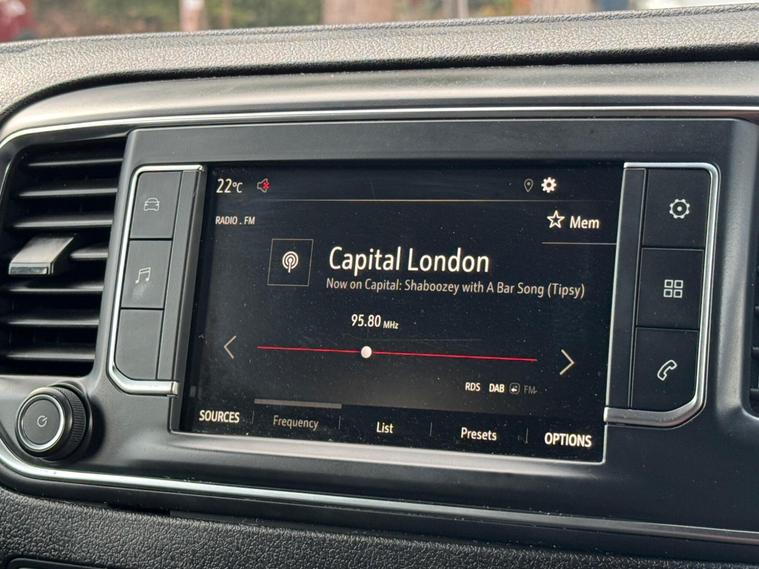 22°C
RADIO . FM
Mem
Capital London
Now on Capital: Shaboozey with A Bar Song (Tipsy)
95.80 MHz
RDS DAB FM
SOURCES Frequency List Presets OPTIONS